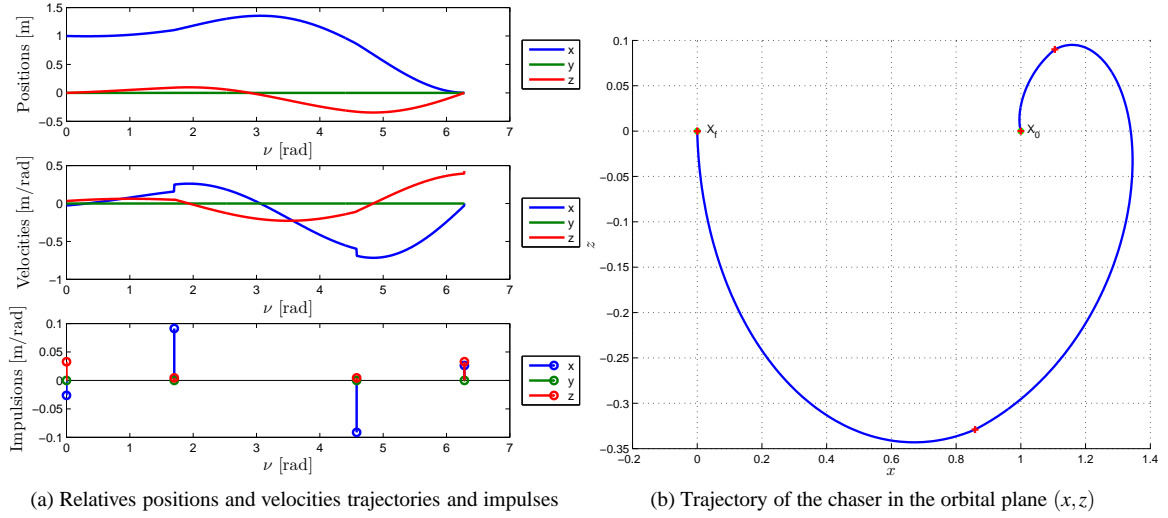 1.5
1
0.5
0
−0.5
Positions [m]
0 1 2 3 4 5 6 7
ν [rad]
x
y
z
0.5
0
−0.5
−1
Velocities [m/rad]
0 1 2 3 4 5 6 7
ν [rad]
x
y
z
0.1
0.05
0
−0.05
−0.1
Impulsions [m/rad]
0 1 2 3 4 5 6 7
ν [rad]
x
y
z
(a) Relatives positions and velocities trajectories and impulses
0.1
0.05
0
−0.05
−0.1
−0.15
−0.2
−0.25
−0.3
−0.35
z
X_f
X_0
−0.2 0 0.2 0.4 0.6 0.8 1 1.2 1.4
x
(b) Trajectory of the chaser in the orbital plane (x,z)